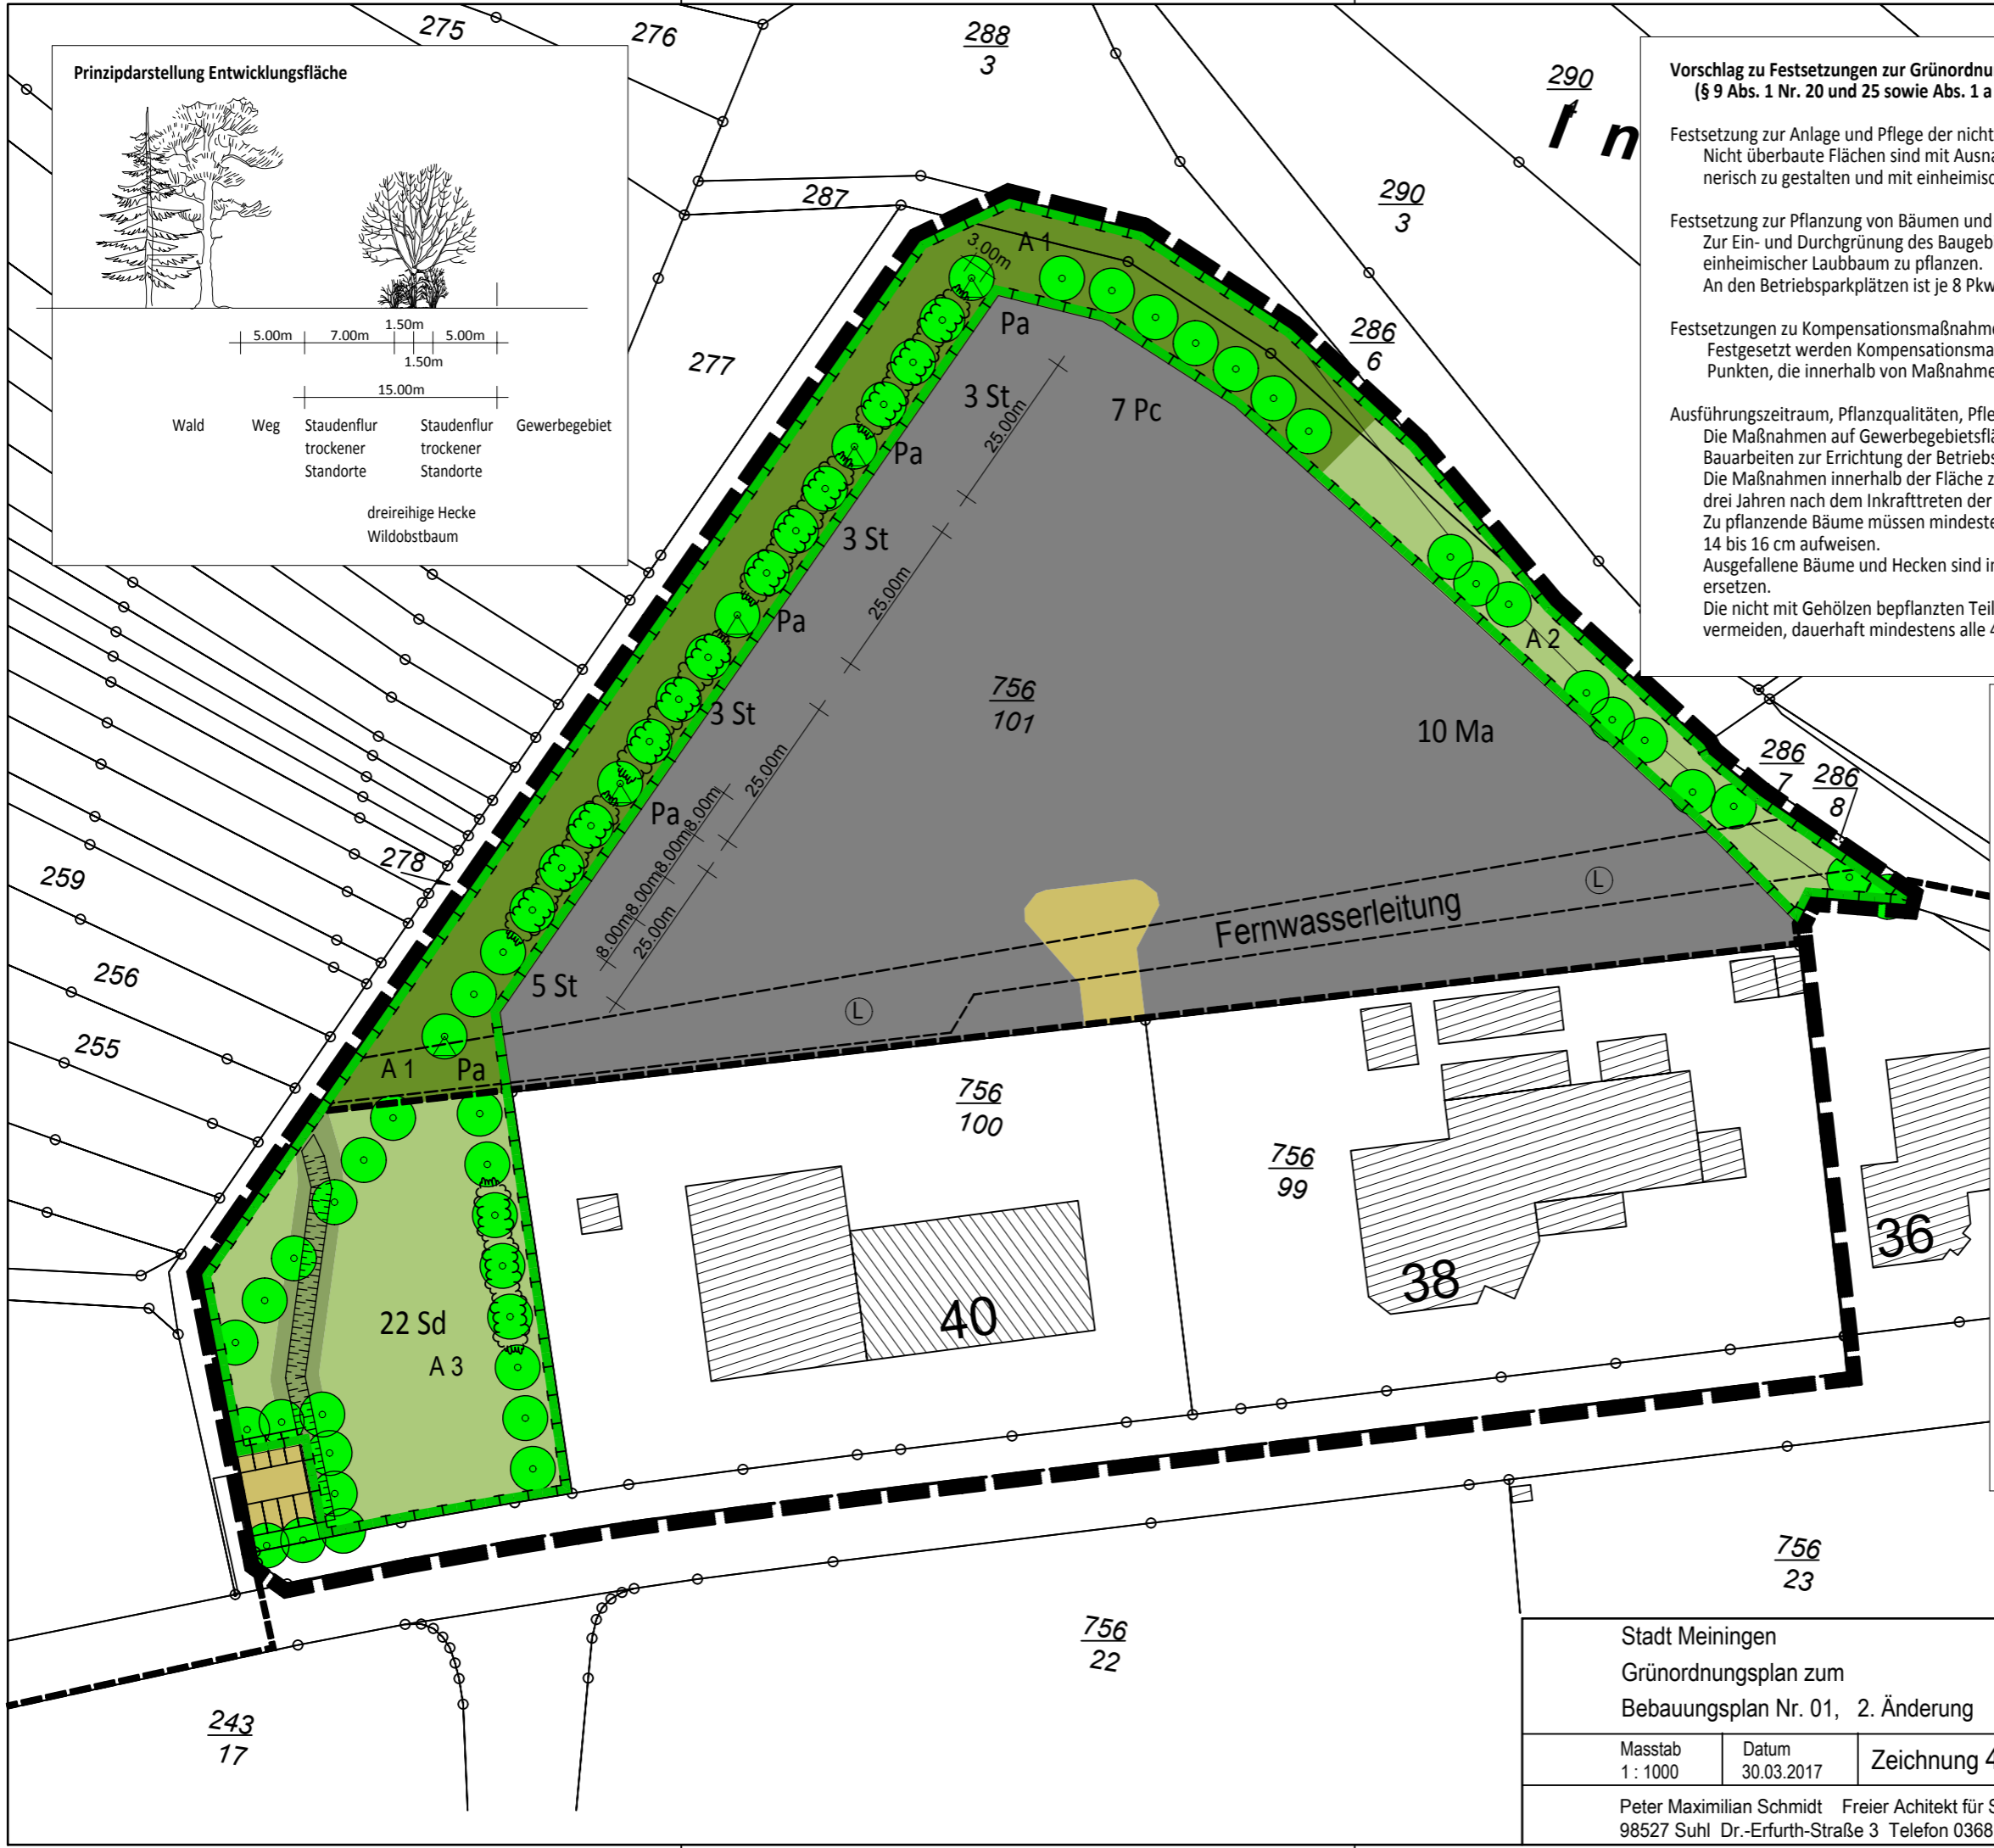 Prinzipdarstellung Entwicklungsfläche
5.00m
7.00m
1.50m
5.00m
1.50m
15.00m
Wald
Weg
Staudenflur
trockener
Standorte
Staudenflur
trockener
Standorte
Gewerbegebiet
dreireihige Hecke
Wildobstbaum
275
276
288
3
290
4
I n
290
3
287
286
6
277
Vorschlag zu Festsetzungen zur Grünordnu
(§ 9 Abs. 1 Nr. 20 und 25 sowie Abs. 1 a
Festsetzung zur Anlage und Pflege der nicht
Nicht überbaute Flächen sind mit Ausna
nerisch zu gestalten und mit einheimisc
Festsetzung zur Pflanzung von Bäumen und
Zur Ein- und Durchgrünung des Baugeb
einheimischer Laubbaum zu pflanzen.
An den Betriebsparkplätzen ist je 8 Pkw
Festsetzungen zu Kompensationsmaßnahme
Festgesetzt werden Kompensationsma
Punkten, die innerhalb von Maßnahme
Ausführungszeitraum, Pflanzqualitäten, Pfle
Die Maßnahmen auf Gewerbegebietsflä
Bauarbeiten zur Errichtung der Betriebs
Die Maßnahmen innerhalb der Fläche z
drei Jahren nach dem Inkrafttreten der
Zu pflanzende Bäume müssen mindeste
14 bis 16 cm aufweisen.
Ausgefallene Bäume und Hecken sind in
ersetzen.
Die nicht mit Gehölzen bepflanzten Teil
vermeiden, dauerhaft mindestens alle 4
A 1
3.00m
Pa
3 St
7 Pc
25.00m
Pa
3 St
25.00m
Pa
A 2
3 St
756
101
10 Ma
25.00m
Pa
8.00m
8.00m
8.00m
8.00m
25.00m
286
7
286
8
278
259
256
255
5 St
Fernwasserleitung
L
L
A 1
Pa
756
100
756
99
22 Sd
A 3
40
38
36
756
23
756
22
243
17
Stadt Meiningen
Grünordnungsplan zum
Bebauungsplan Nr. 01, 2. Änderung
Masstab
1 : 1000
Datum
30.03.2017
Zeichnung 4
Peter Maximilian Schmidt Freier Achitekt für S
98527 Suhl Dr.-Erfurth-Straße 3 Telefon 0368